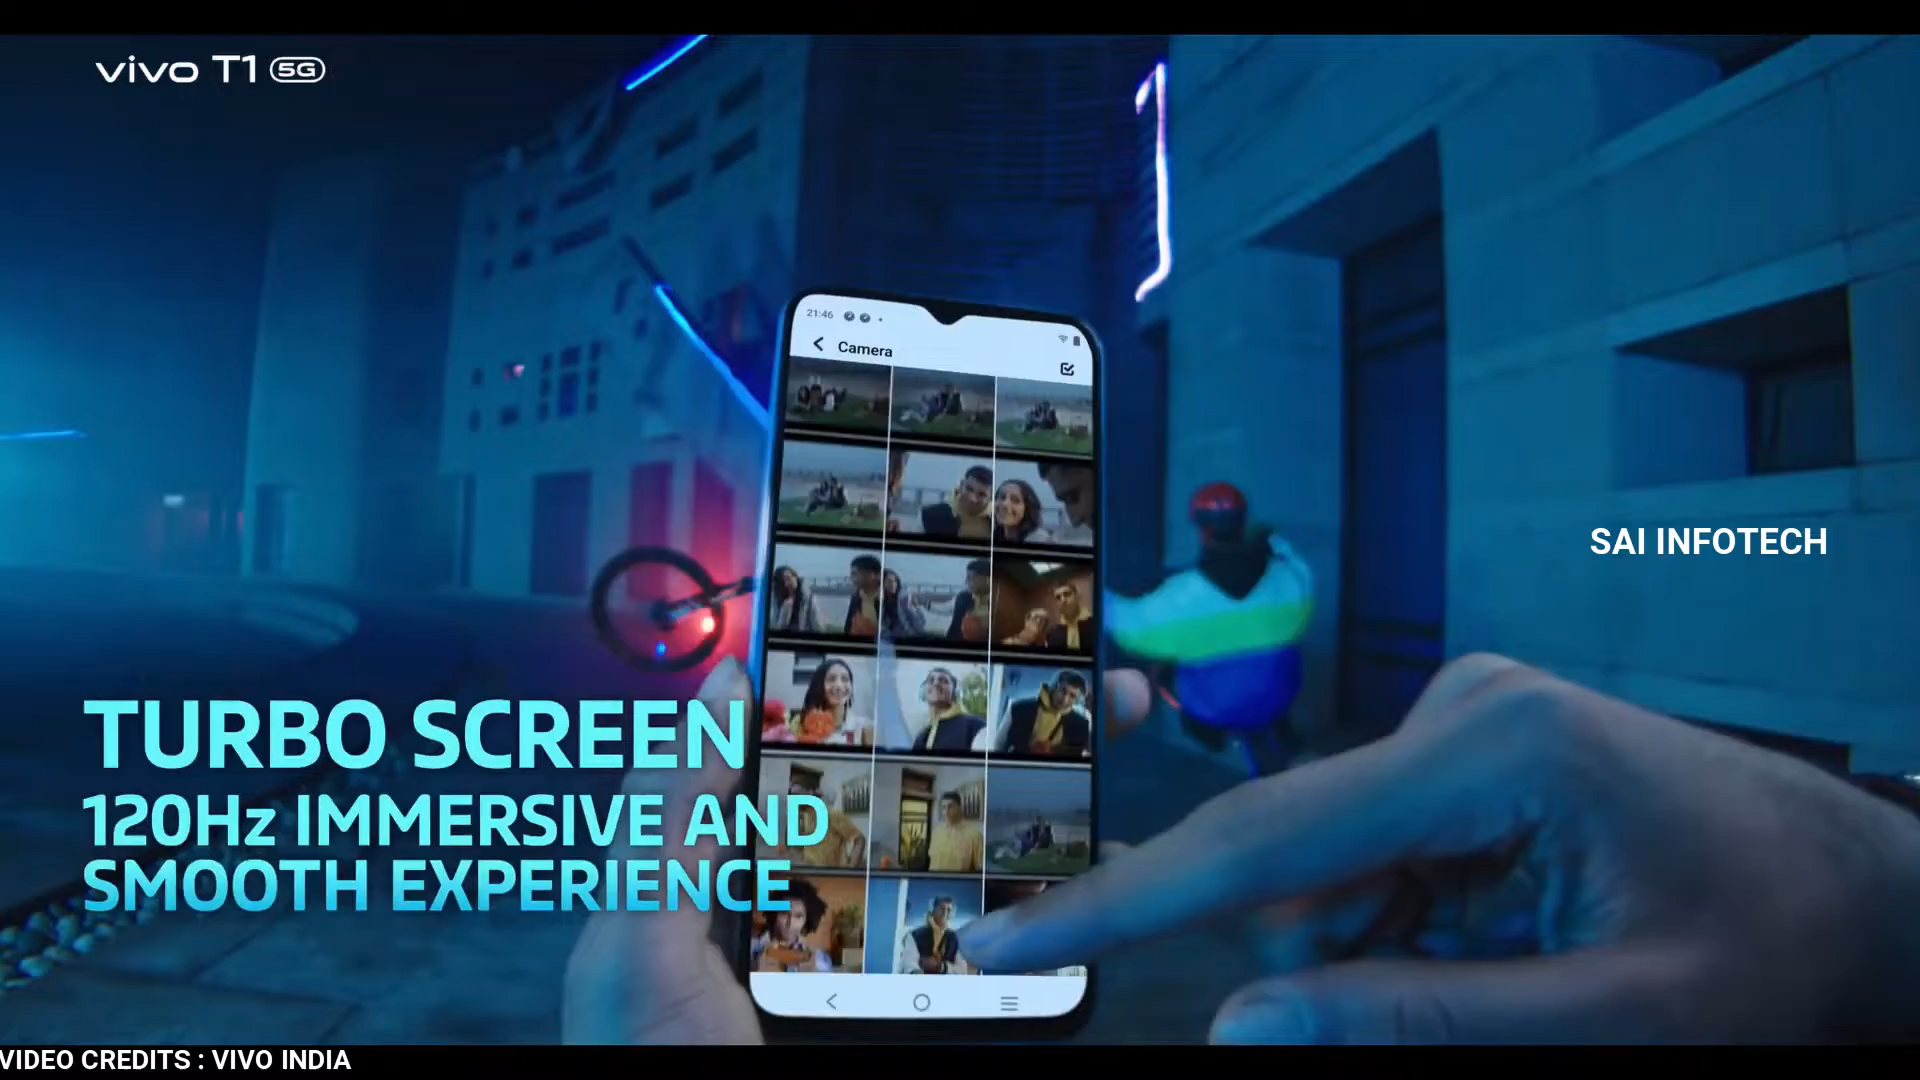 vivo T1 5G
21:46
Camera
SAI INFOTECH
TURBO SCREEN
120Hz IMMERSIVE AND
SMOOTH EXPERIENCE
VIDEO CREDITS : VIVO INDIA